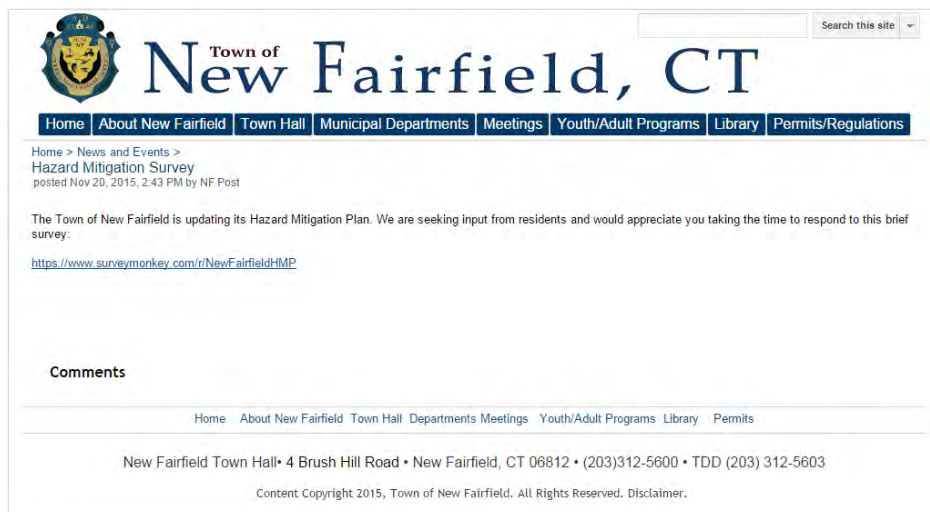 Search this site
Town of
New Fairfield, CT
Home About New Fairfield Town Hall Municipal Departments Meetings Youth/Adult Programs Library Permits/Regulations
Home > News and Events >
Hazard Mitigation Survey
posted Nov 20, 2015, 2:43 PM by NF Post
The Town of New Fairfield is updating its Hazard Mitigation Plan. We are seeking input from residents and would appreciate you taking the time to respond to this brief
survey:
https://www.surveymonkey.com/r/NewFairfieldHMP
Comments
Home About New Fairfield Town Hall Departments Meetings Youth/Adult Programs Library Permits
New Fairfield Town Hall• 4 Brush Hill Road • New Fairfield, CT 06812 • (203)312-5600 • TDD (203) 312-5603
Content Copyright 2015, Town of New Fairfield. All Rights Reserved. Disclaimer.